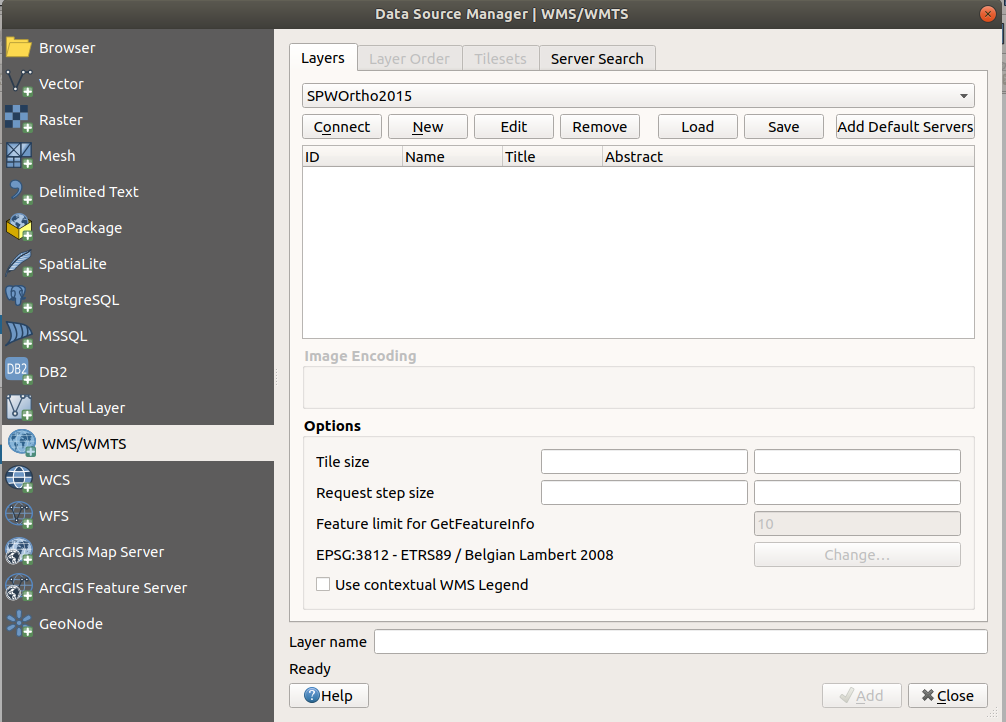 Data Source Manager | WMS/WMTS
Browser
Vector
Raster
Mesh
Delimited Text
GeoPackage
SpatiaLite
PostgreSQL
MSSQL
DB2
DB2
Virtual Layer
WMS/WMTS
WCS
WFS
ArcGIS Map Server
ArcGIS Feature Server
GeoNode
Layers Layer Order Tilesets Server Search
SPWOrtho2015
Connect New Edit Remove Load Save Add Default Servers
ID Name Title Abstract
Image Encoding
Options
Tile size
Request step size
Feature limit for GetFeatureInfo 10
EPSG:3812 - ETRS89 / Belgian Lambert 2008 Change...
Use contextual WMS Legend
Layer name
Ready
Help Add Close